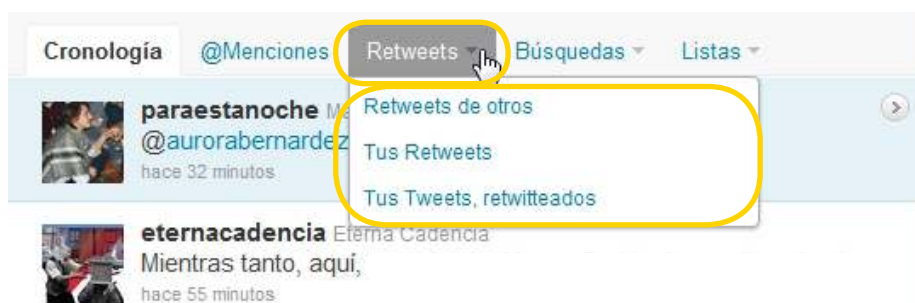 Cronología @Menciones Retweets Búsquedas Listas
paraestanoche
@aurorabernardez
hace 32 minutos
Retweets de otros
Tus Retweets
Tus Tweets, retwitteados
eternacadencia Eterna Cadencia
Mientras tanto, aquí,
hace 55 minutos